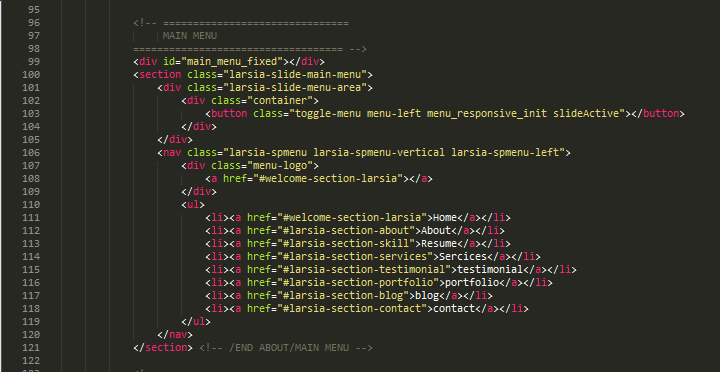 95
96 <!-- ===============================
97 MAIN MENU
98 =================================== -->
99 <div id="main_menu_fixed"></div>
100 <section class="larsia-slide-main-menu">
101 <div class="larsia-slide-menu-area">
102 <div class="container">
103 <button class="toggle-menu menu-left menu_responsive_init slideActive"></button>
104 </div>
105 </div>
106 <nav class="larsia-spmenu larsia-spmenu-vertical larsia-spmenu-left">
107 <div class="menu-logo">
108 <a href="#welcome-section-larsia"></a>
109 </div>
110 <ul>
111 <li><a href="#welcome-section-larsia">Home</a></li>
112 <li><a href="#larsia-section-about">About</a></li>
113 <li><a href="#larsia-section-skill">Resume</a></li>
114 <li><a href="#larsia-section-services">Sercices</a></li>
115 <li><a href="#larsia-section-testimonial">testimonial</a></li>
116 <li><a href="#larsia-section-portfolio">portfolio</a></li>
117 <li><a href="#larsia-section-blog">blog</a></li>
118 <li><a href="#larsia-section-contact">contact</a></li>
119 </ul>
120 </nav>
121 </section> <!-- /END ABOUT/MAIN MENU -->
122